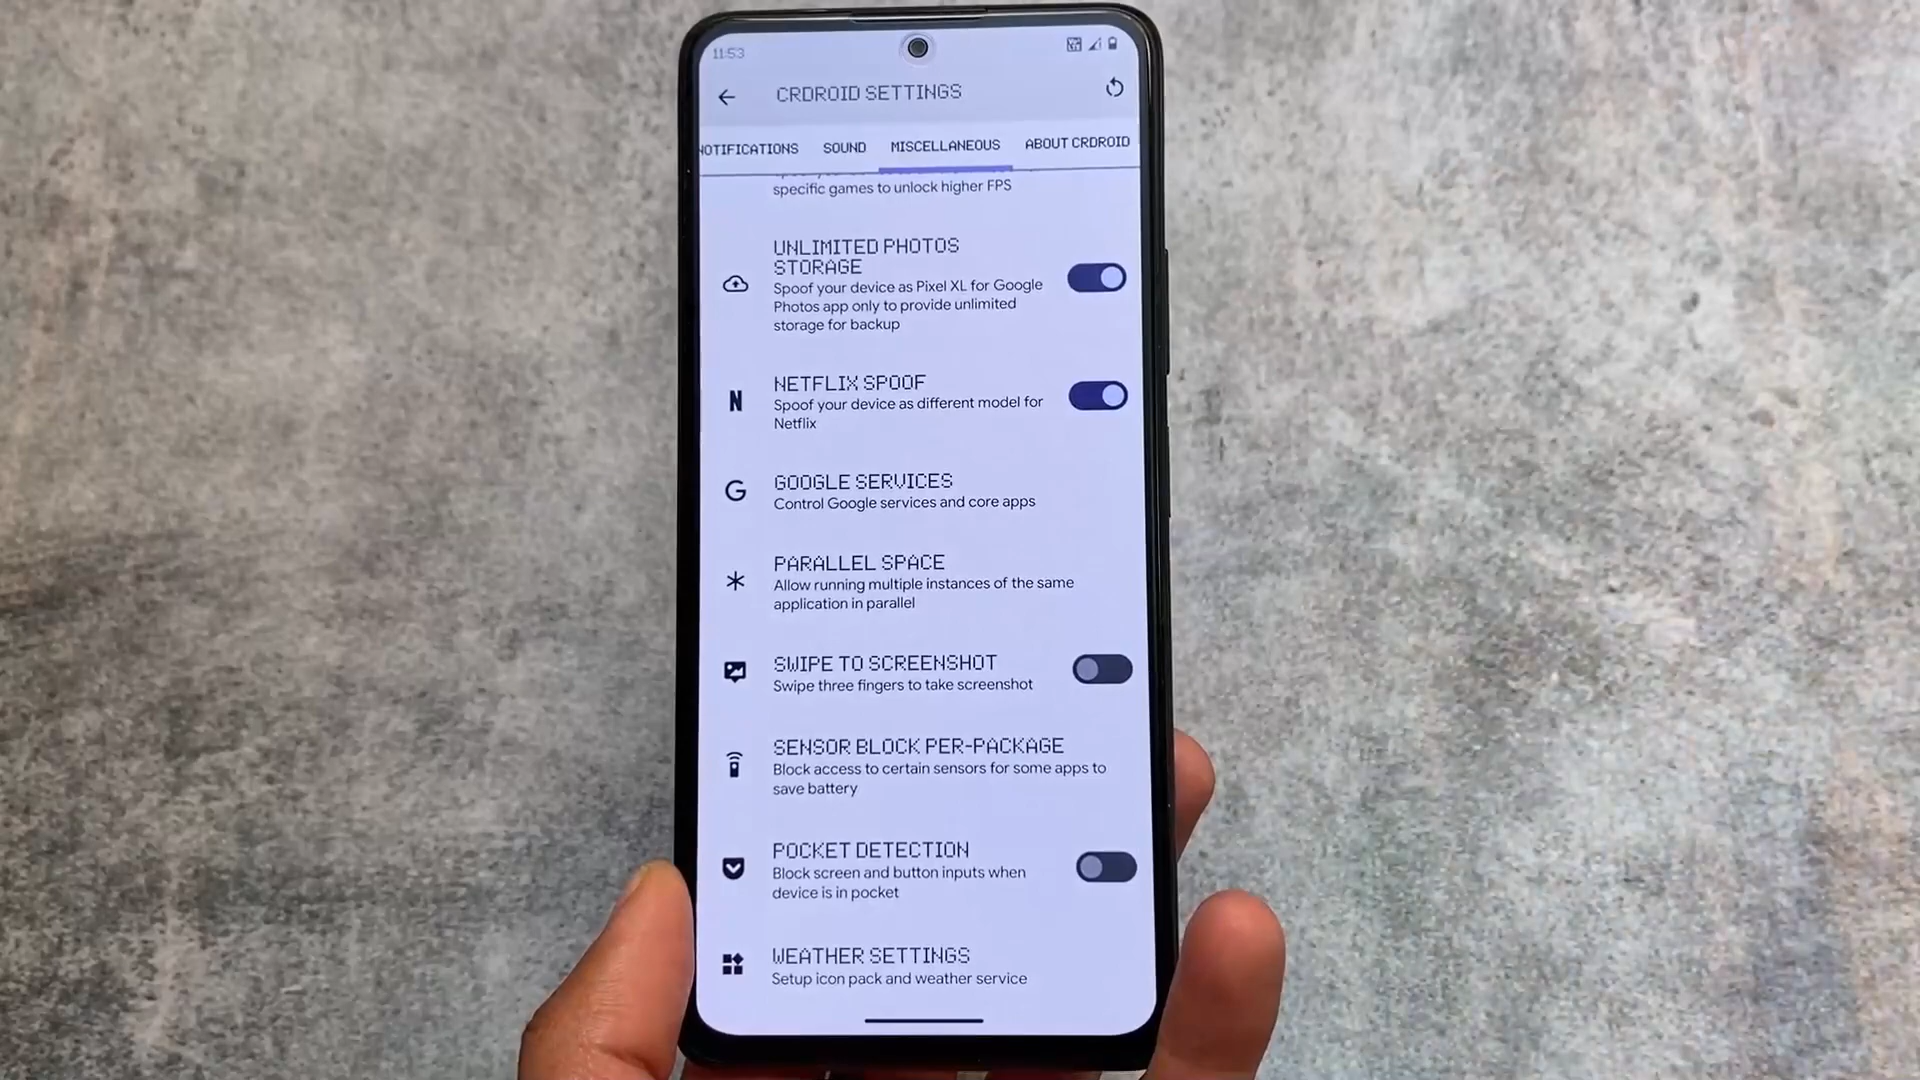 11:53
CRDROID SETTINGS
NOTIFICATIONS SOUND MISCELLANEOUS ABOUT CRDROID
specific games to unlock higher FPS
UNLIMITED PHOTOS
STORAGE
Spoof your device as Pixel XL for Google
Photos app only to provide unlimited
storage for backup
NETFLIX SPOOF
Spoof your device as different model for
Netflix
GOOGLE SERVICES
Control Google services and core apps
PARALLEL SPACE
Allow running multiple instances of the same
application in parallel
SWIPE TO SCREENSHOT
Swipe three fingers to take screenshot
SENSOR BLOCK PER-PACKAGE
Block access to certain sensors for some apps to
save battery
POCKET DETECTION
Block screen and button inputs when
device is in pocket
WEATHER SETTINGS
Setup icon pack and weather service